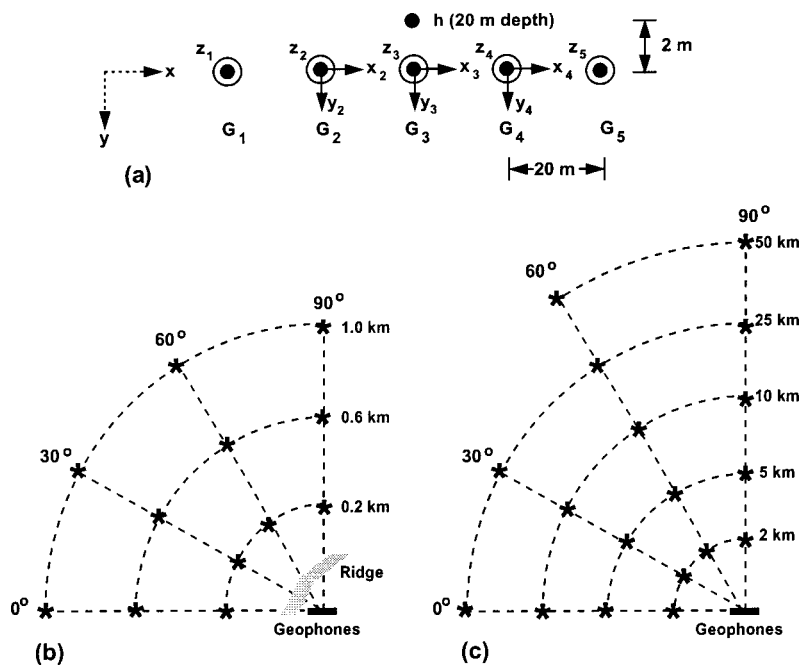 h (20 m depth)
z1 z2 z3 z4 z5
2 m
x x2 x3 x4
y y2 y3 y4
G1 G2 G3 G4 G5
(a)
20 m
90°
1.0 km
60°
0.6 km
30°
0.2 km
Ridge
0°
Geophones
(b)
90°
50 km
60°
25 km
10 km
30°
5 km
2 km
0°
Geophones
(c)